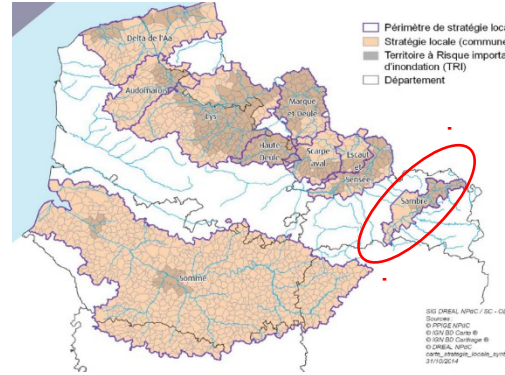 Périmètre de stratégie loca
Stratégie locale (commune
Territoire à Risque importa
d'inondation (TRI)
Département
Delta de l'Aa
Audomarois
Lys
Marque
et Deûle
Haute
Deûle
Scarpe
aval
Escaut
et
Sensée
Sambre
Somme
SIG DREAL NPdC / SC - 
Sources :
© PPIGE NPdC
© IGN BD Carto ®
© IGN BD Carthage ®
© DREAL NPdC
carte_stratégie_locale_synt
31/10/2014